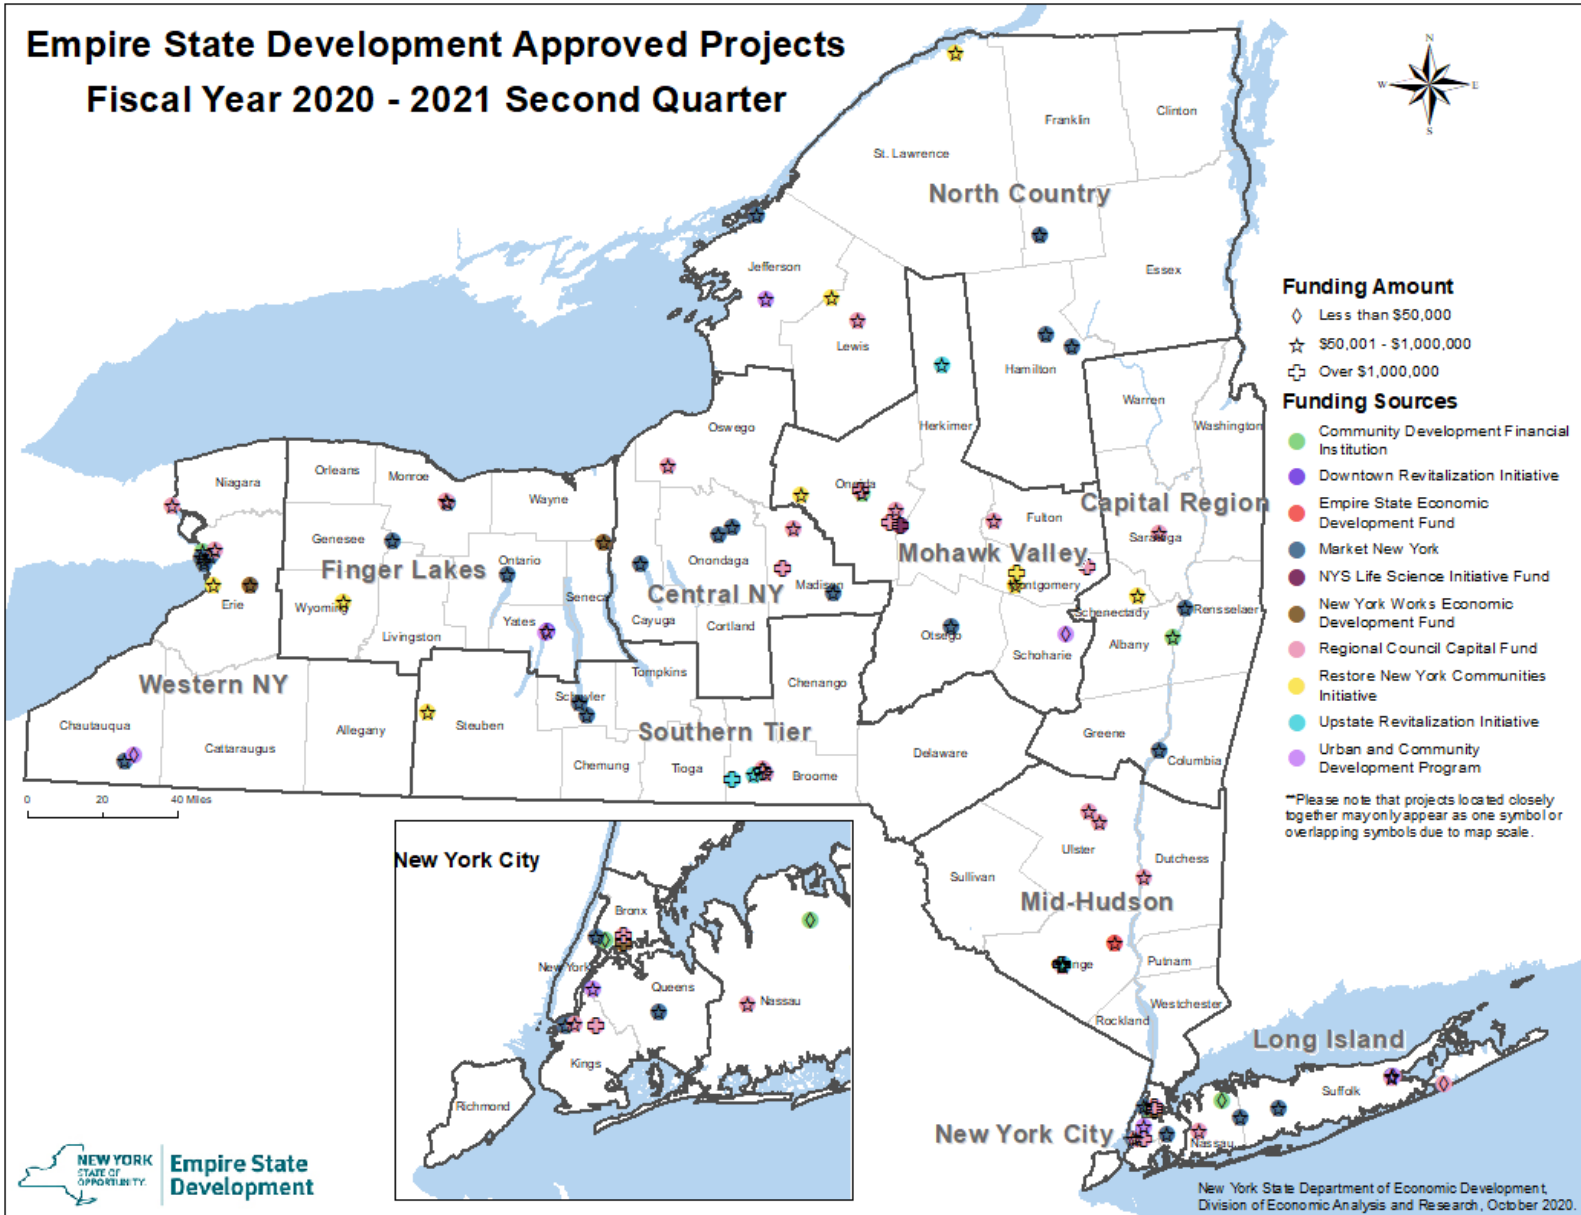 Empire State Development Approved Projects
Fiscal Year 2020 - 2021 Second Quarter
N
W
E
S
Clinton
Franklin
St. Lawrence
North Country
Jefferson
Essex
Lewis
Hamilton
Warren
Washington
Herkimer
Oswego
Oneida
Niagara
Orleans
Monroe
Wayne
Genesee
Ontario
Onondaga
Fulton
Capital Region
Saratoga
Mohawk Valley
Finger Lakes
Central NY
Madison
Montgomery
Erie
Wyoming
Livingston
Yates
Seneca
Cayuga
Cortland
Otsego
Schoharie
Schenectady
Rensselaer
Albany
Western NY
Tompkins
Chenango
Schuyler
Chautauqua
Cattaraugus
Allegany
Steuben
Southern Tier
Chemung
Tioga
Broome
Delaware
Greene
Columbia
Ulster
Dutchess
Sullivan
Mid-Hudson
Orange
Putnam
Westchester
Rockland
Long Island
Suffolk
New York City
Nassau
0 20 40 Miles
New York City
Bronx
New York
Queens
Nassau
Kings
Richmond
Funding Amount
Less than $50,000
$50,001 - $1,000,000
Over $1,000,000
Funding Sources
Community Development Financial
Institution
Downtown Revitalization Initiative
Empire State Economic
Development Fund
Market New York
NYS Life Science Initiative Fund
New York Works Economic
Development Fund
Regional Council Capital Fund
Restore New York Communities
Initiative
Upstate Revitalization Initiative
Urban and Community
Development Program
**Please note that projects located closely
together may only appear as one symbol or
overlapping symbols due to map scale.
NEW YORK
STATE OF
OPPORTUNITY.
Empire State
Development
New York State Department of Economic Development,
Division of Economic Analysis and Research, October 2020.